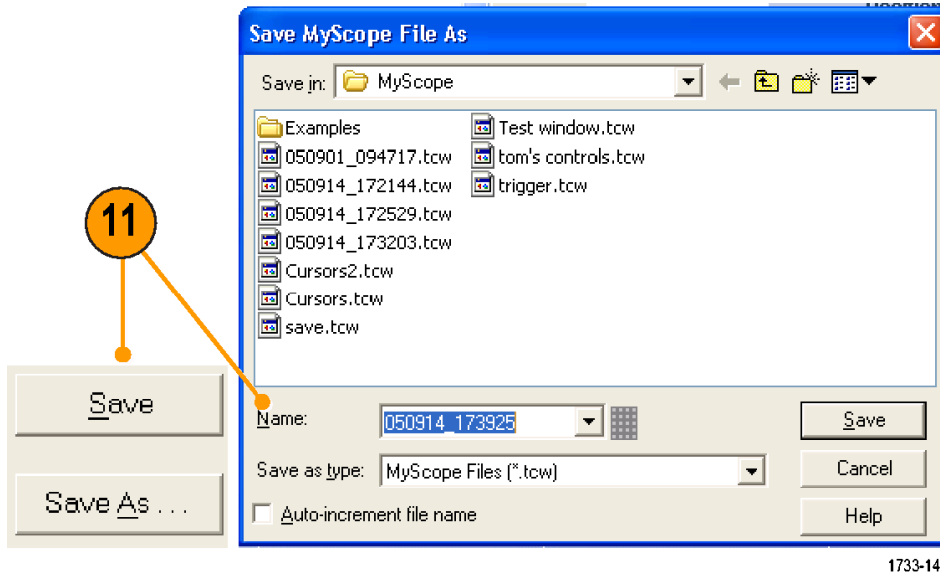 Save MyScope File As
Save in: MyScope
Examples
050901_094717.tcw
050914_172144.tcw
050914_172529.tcw
050914_173203.tcw
Cursors2.tcw
Cursors.tcw
save.tcw
Test window.tcw
tom's controls.tcw
trigger.tcw
11
Save
Save As ...
Name: 050914_173925
Save
Save as type: MyScope Files (*.tcw)
Cancel
Auto-increment file name
Help
1733-14